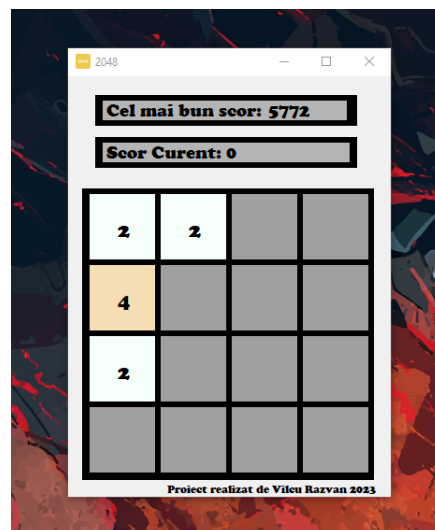 2048
Cel mai bun scor: 5772
Scor Curent: 0
2 2
4
2
Proiect realizat de Vilcu Razvan 2023